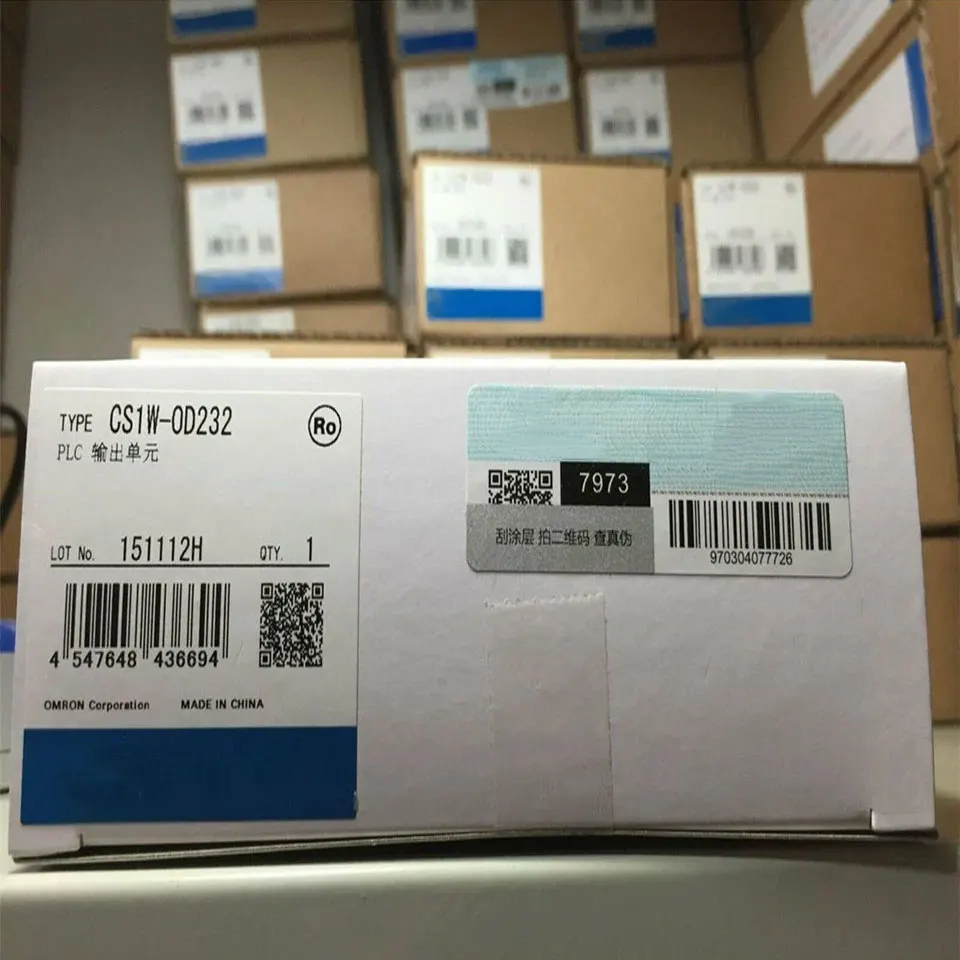 TYPE CS1W-OD232
Ro
PLC 输出单元
LOT No. 151112H QTY. 1
4 547648 436694
OMRON Corporation MADE IN CHINA
7973
刮涂层 拍二维码 查真伪
970304077726